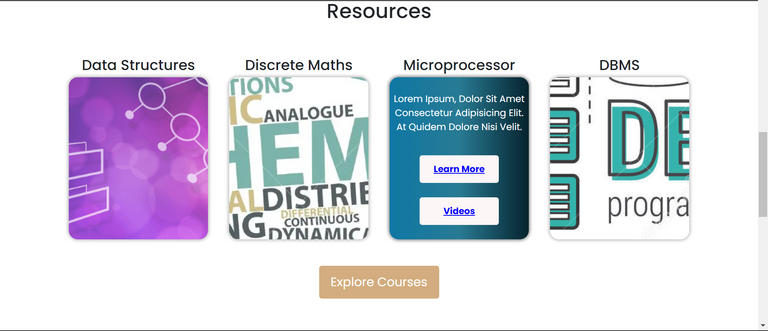 Resources
Data Structures
Discrete Maths
Microprocessor
DBMS
TIONS
IC ANALOGUE
HEM
AL DISTRIB
DIFFERENTIAL
NG CONTINUOUS
DYNAMICA
Lorem Ipsum, Dolor Sit Amet
Consectetur Adipisicing Elit.
At Quidem Dolore Nisi Velit.
Learn More
Videos
DB
progra
Explore Courses